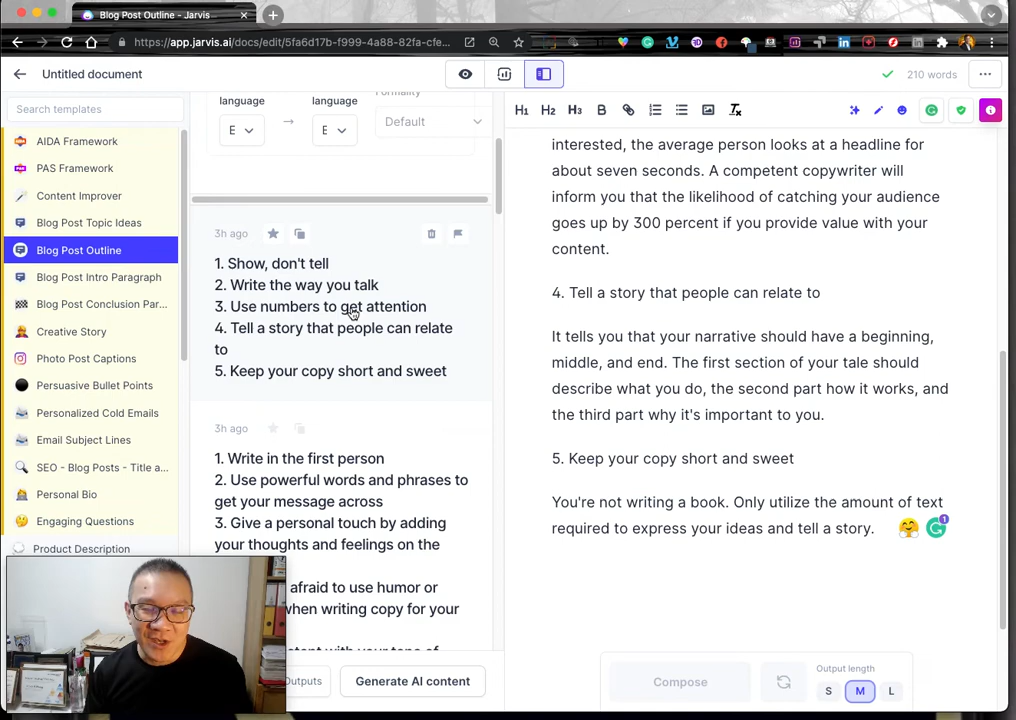 Blog Post Outline - Jarvis
https://app.jarvis.ai/docs/edit/5fa6d17b-f999-4a88-82fa-cfe...
Untitled document
210 words
Search templates
AIDA Framework
PAS Framework
Content Improver
Blog Post Topic Ideas
Blog Post Outline
Blog Post Intro Paragraph
Blog Post Conclusion Par...
Creative Story
Photo Post Captions
Persuasive Bullet Points
Personalized Cold Emails
Email Subject Lines
SEO - Blog Posts - Title a...
Personal Bio
Engaging Questions
Product Description
language
language
Formality
E
E
Default
3h ago
1. Show, don't tell
2. Write the way you talk
3. Use numbers to get attention
4. Tell a story that people can relate
to
5. Keep your copy short and sweet
3h ago
1. Write in the first person
2. Use powerful words and phrases to
get your message across
3. Give a personal touch by adding
your thoughts and feelings on the
afraid to use humor or
when writing copy for your
with your tone of
Outputs
Generate AI content
H1 H2 H3 B
interested, the average person looks at a headline for
about seven seconds. A competent copywriter will
inform you that the likelihood of catching your audience
goes up by 300 percent if you provide value with your
content.
4. Tell a story that people can relate to
It tells you that your narrative should have a beginning,
middle, and end. The first section of your tale should
describe what you do, the second part how it works, and
the third part why it's important to you.
5. Keep your copy short and sweet
You're not writing a book. Only utilize the amount of text
required to express your ideas and tell a story.
1
Compose
Output length
S M L